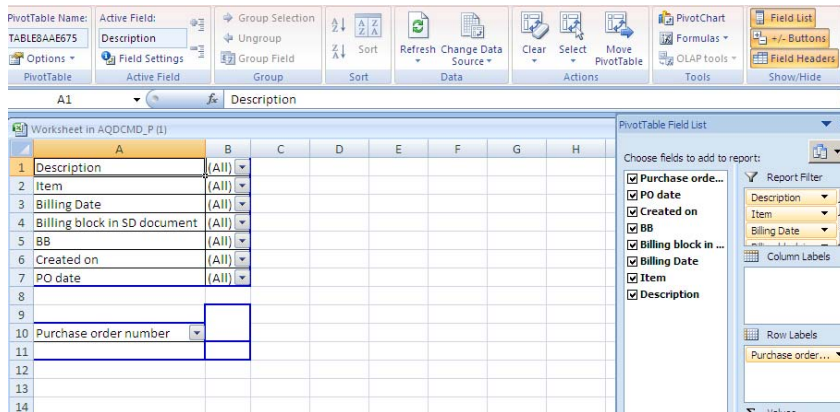 PivotTable Name: Active Field: Group Selection PivotChart Field List
TABLE8AAE675 Description Ungroup Sort Refresh Change Data Source Clear Select Move PivotTable Formulas +/- Buttons
Options Field Settings Group Field OLAP tools Field Headers
PivotTable Active Field Group Sort Data Actions Tools Show/Hide
A1 fx Description
Worksheet in AQDCMD_P (1) PivotTable Field List
A B C D E F G H
Choose fields to add to report:
1 Description (All)
2 Item (All)
3 Billing Date (All)
4 Billing block in SD document (All)
5 BB (All)
6 Created on (All)
7 PO date (All)
8
9
10 Purchase order number
11
12
13
14
Purchase orde...
PO date
Created on
BB
Billing block in ...
Billing Date
Item
Description
Report Filter
Description
Item
Billing Date
Column Labels
Row Labels
Purchase order...
Σ Values